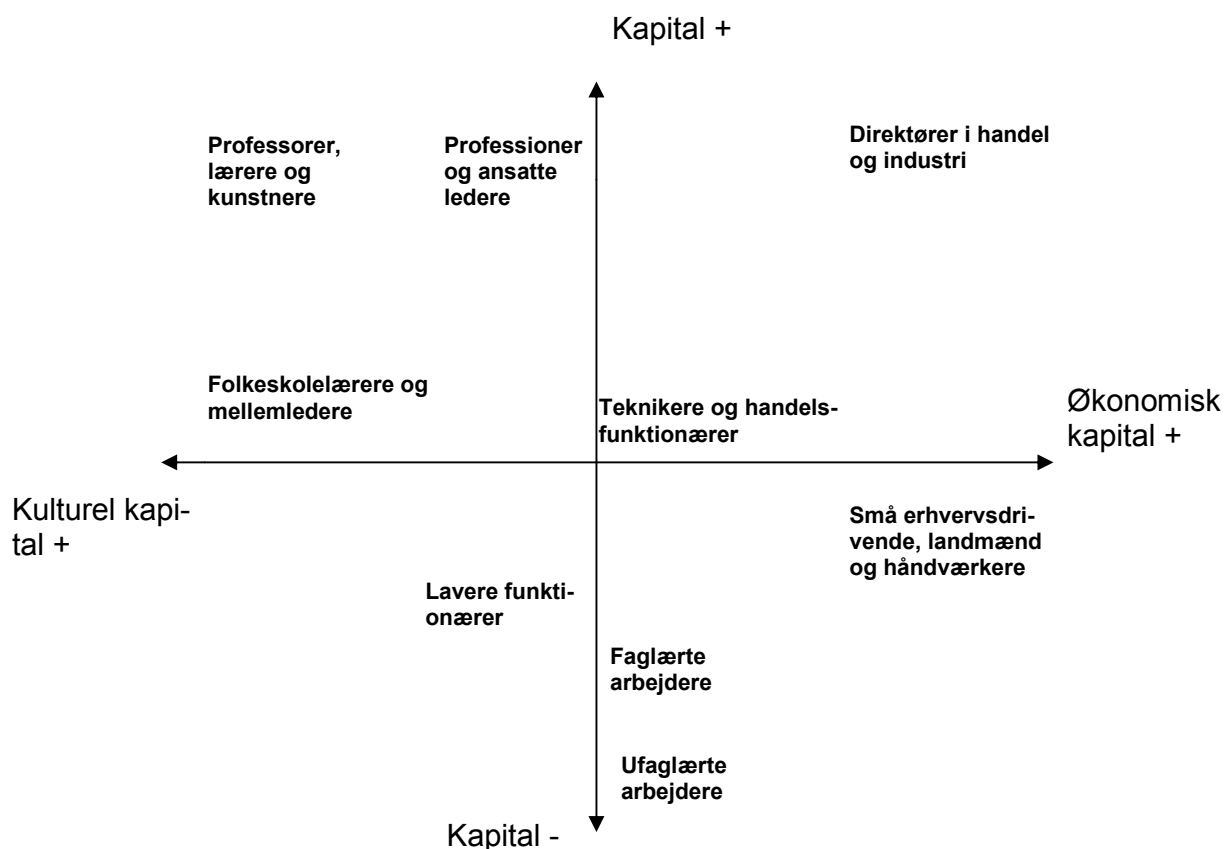 Kapital +
Professorer,
lærere og
kunstnere
Professioner
og ansatte
ledere
Direktører i handel
og industri
Folkeskolelærere og
mellemledere
Teknikere og handels-
funktionærer
Økonomisk
kapital +
Kulturel kapi-
tal +
Små erhvervsdri-
vende, landmænd
og håndværkere
Lavere funkti-
onærer
Faglærte
arbejdere
Ufaglærte
arbejdere
Kapital -